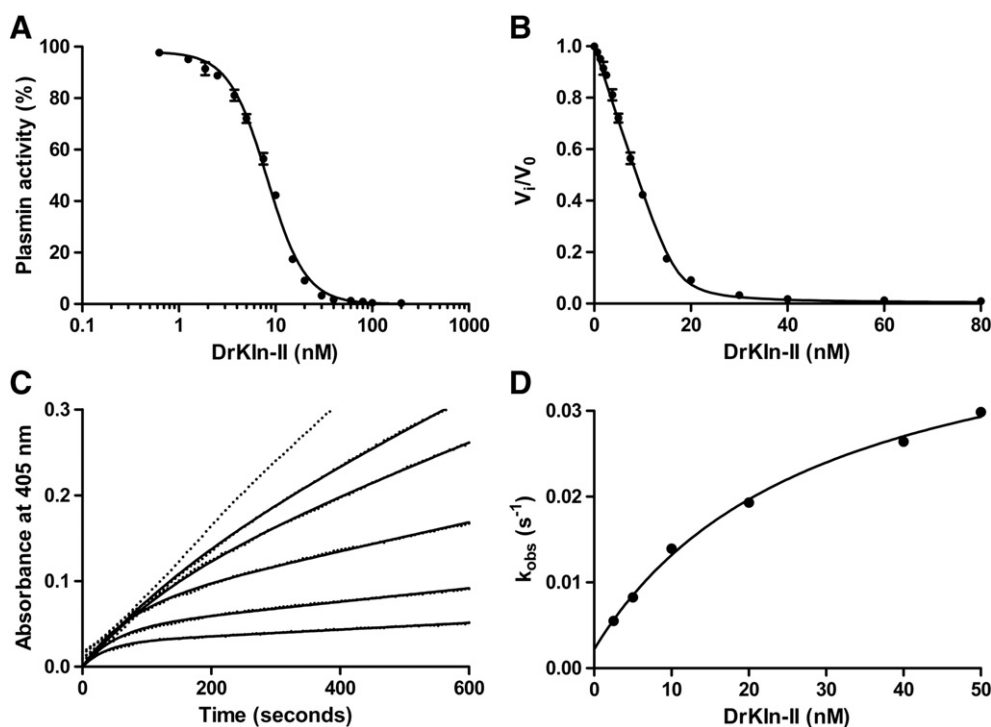 A
Plasmin activity (%)
100
80
60
40
20
0
0.1 1 10 100 1000
DrKIn-II (nM)
B
Vi/V0
1.0
0.8
0.6
0.4
0.2
0.0
0 20 40 60 80
DrKIn-II (nM)
C
Absorbance at 405 nm
0.3
0.2
0.1
0.0
0 200 400 600
Time (seconds)
D
kobs (s-1)
0.03
0.02
0.01
0.00
0 10 20 30 40 50
DrKIn-II (nM)